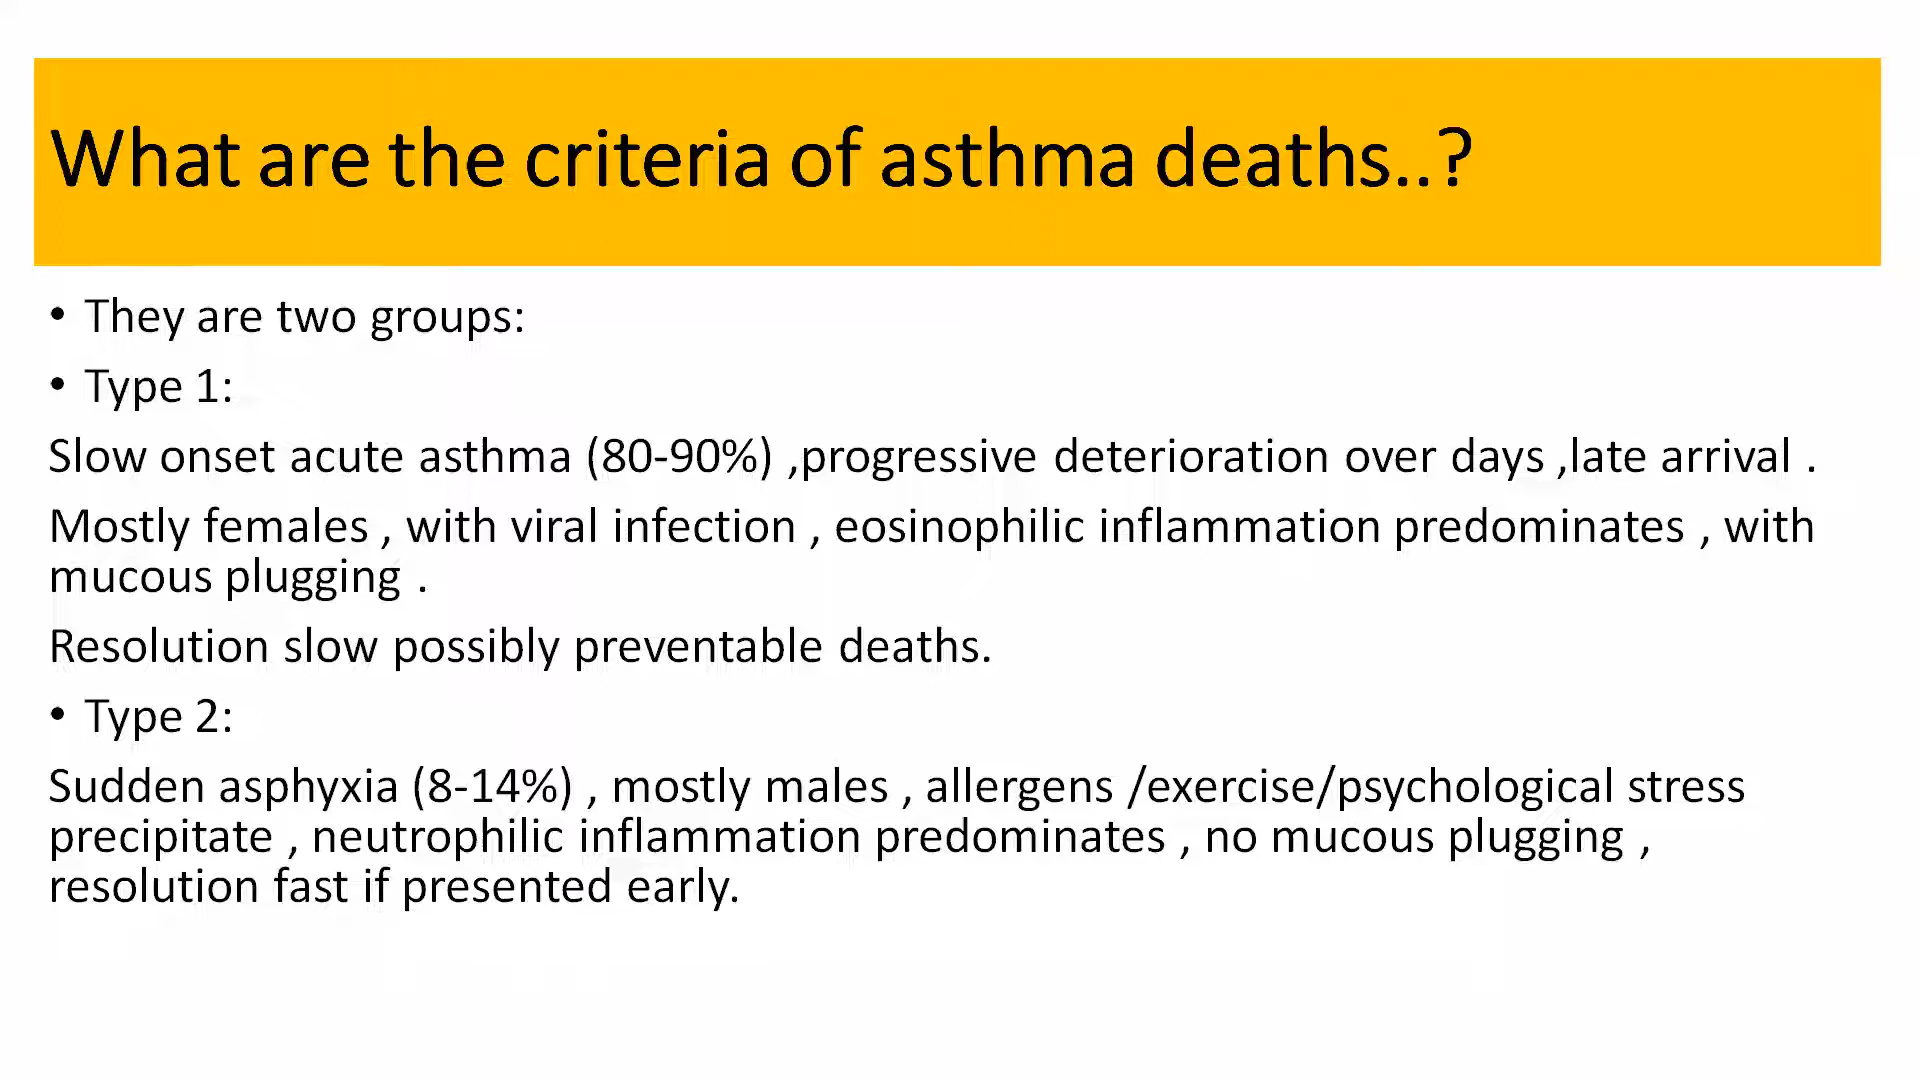 What are the criteria of asthma deaths..?
• They are two groups:
• Type 1:
Slow onset acute asthma (80-90%) ,progressive deterioration over days ,late arrival .
Mostly females , with viral infection , eosinophilic inflammation predominates , with
mucous plugging .
Resolution slow possibly preventable deaths.
• Type 2:
Sudden asphyxia (8-14%) , mostly males , allergens /exercise/psychological stress
precipitate , neutrophilic inflammation predominates , no mucous plugging ,
resolution fast if presented early.